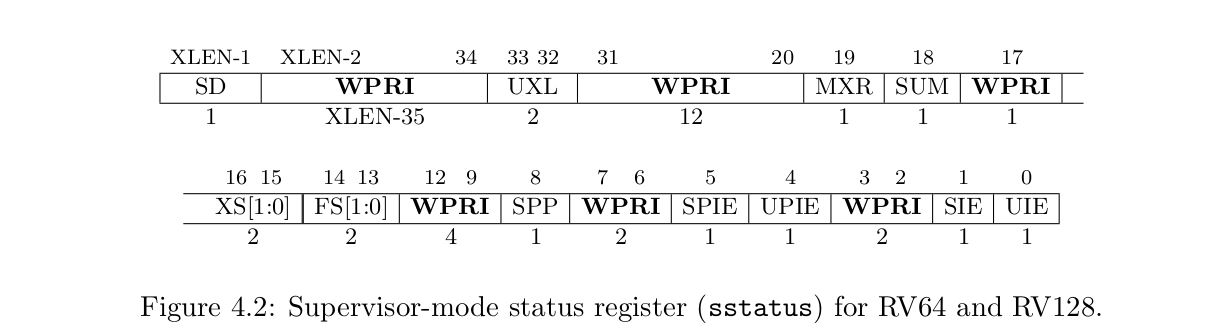 XLEN-1 XLEN-2 34 33 32 31 20 19 18 17
SD WPRI UXL WPRI MXR SUM WPRI
1 XLEN-35 2 12 1 1 1
16 15 14 13 12 9 8 7 6 5 4 3 2 1 0
XS[1:0] FS[1:0] WPRI SPP WPRI SPIE UPIE WPRI SIE UIE
2 2 4 1 2 1 1 2 1 1
Figure 4.2: Supervisor-mode status register (sstatus) for RV64 and RV128.